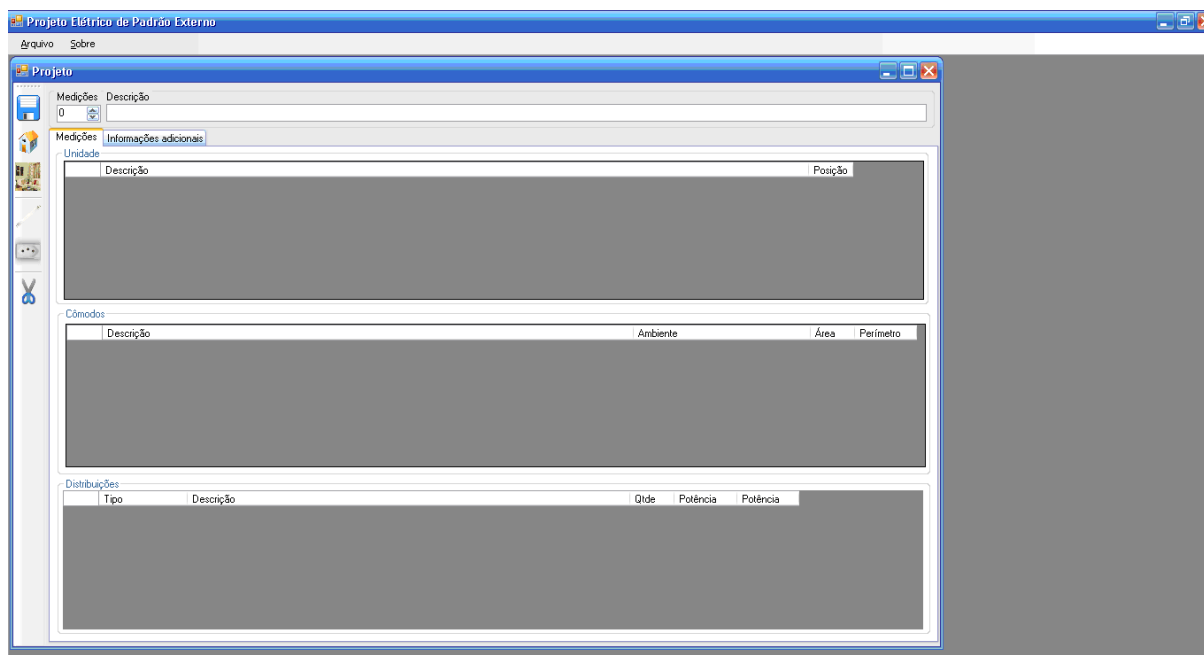 Projeto Elétrico de Padrão Externo
Arquivo Sobre
Projeto
Medições Descrição
0
Medições Informações adicionais
Unidade
Descrição Posição
Cômodos
Descrição Ambiente Área Perímetro
Distribuições
Tipo Descrição Qtde Potência Potência